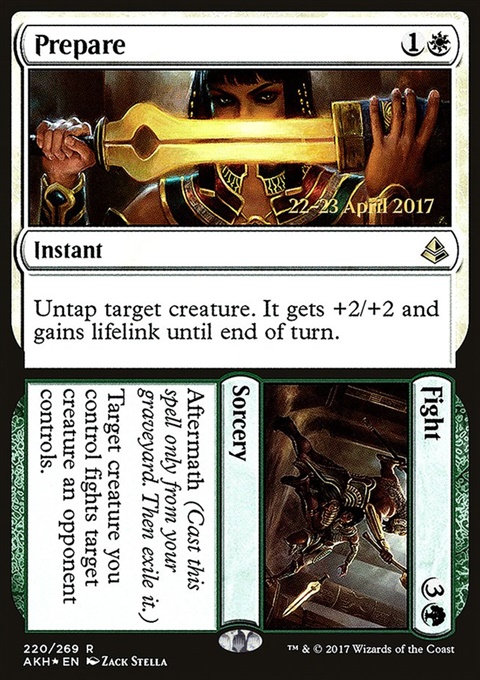 Prepare
1
22–23 April 2017
Instant
Untap target creature. It gets +2/+2 and
gains lifelink until end of turn.
Fight
3
Sorcery
Aftermath (Cast this
spell only from your
graveyard. Then exile it.)
Target creature you
control fights target
creature an opponent
controls.
220/269 R
AKH★EN Zack Stella
™ & © 2017 Wizards of the Coast